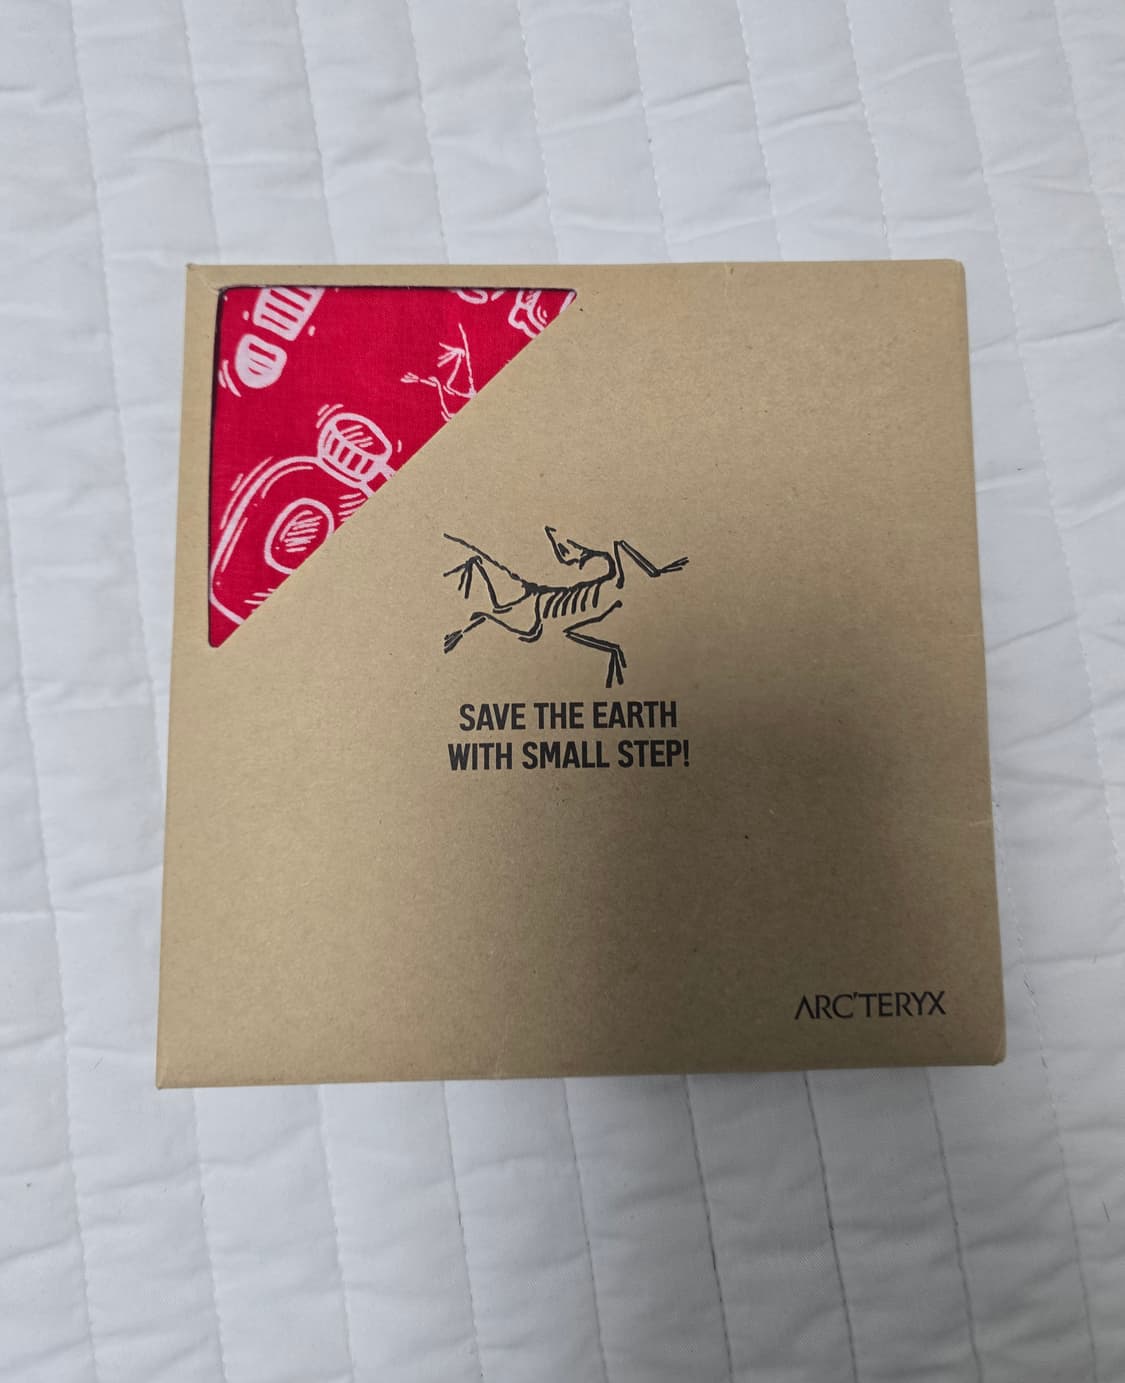 SAVE THE EARTH
WITH SMALL STEP!
ARC'TERYX